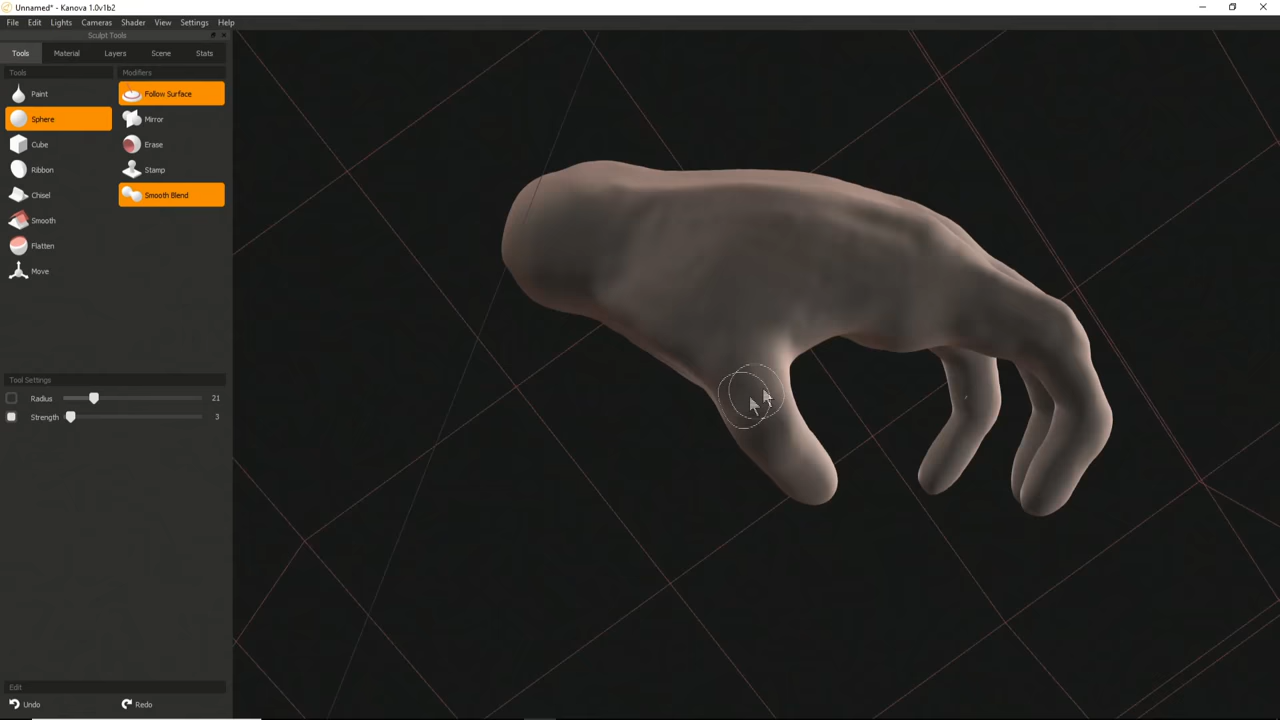 Unnamed* - Kanova 1.0v1b2
File Edit Lights Cameras Shader View Settings Help
Sculpt Tools
Tools Material Layers Scene Stats
Tools Modifiers
Paint Follow Surface
Sphere Mirror
Cube Erase
Ribbon Stamp
Chisel Smooth Blend
Smooth
Flatten
Move
Tool Settings
Radius 21
Strength 3
Edit
Undo Redo